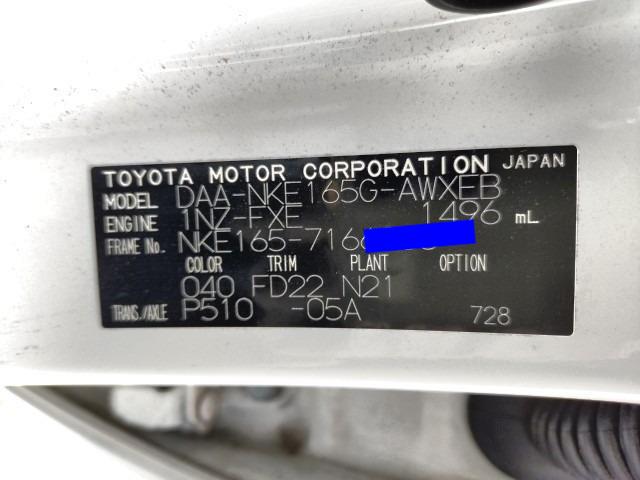 TOYOTA MOTOR CORPORATION JAPAN
MODEL DAA-NKE165G-AWXEB
ENGINE 1NZ-FXE 1496 mL
FRAME No. NKE165-716
COLOR TRIM PLANT OPTION
040 FD22 N21
TRANS./AXLE P510 -05A 728